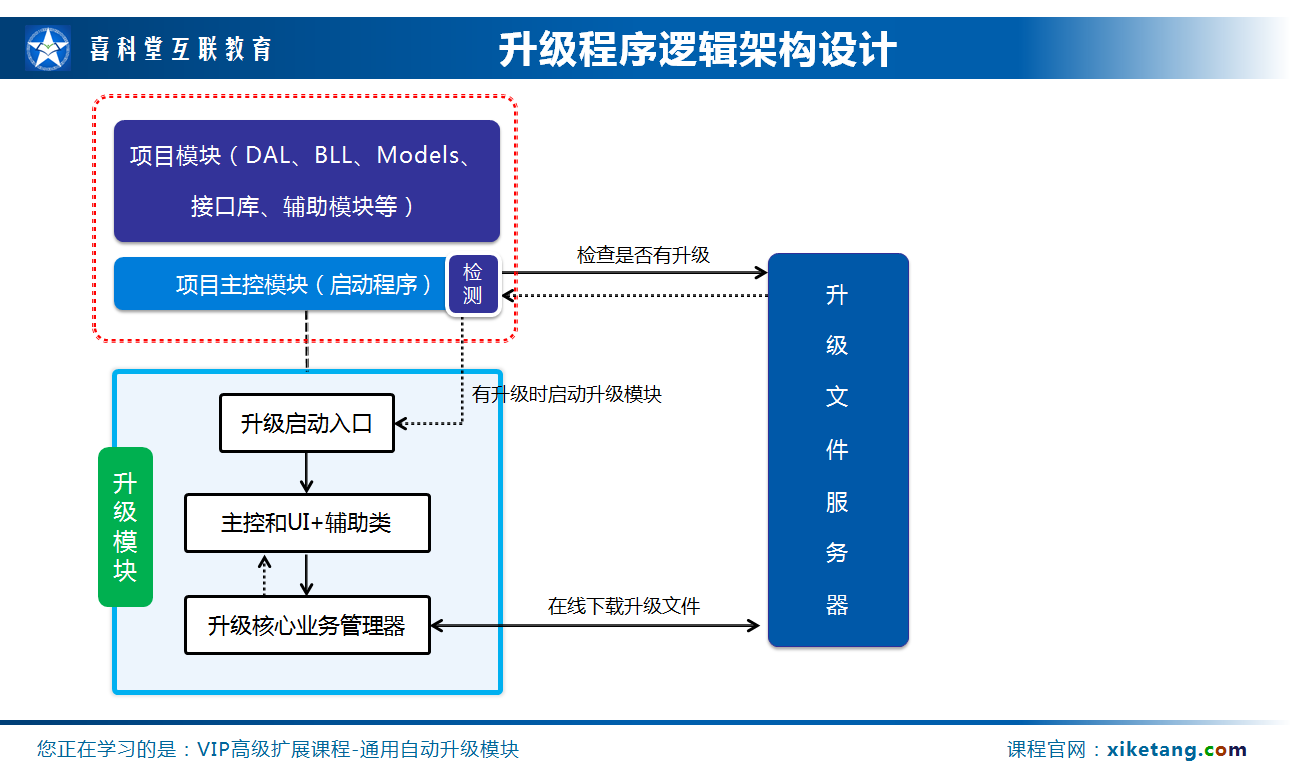 喜科堂互联教育
升级程序逻辑架构设计
项目模块（DAL、BLL、Models、
接口库、辅助模块等）
项目主控模块（启动程序）
检
测
检查是否有升级
有升级时启动升级模块
升级启动入口
主控和UI+辅助类
升级核心业务管理器
升
级
模
块
在线下载升级文件
升
级
文
件
服
务
器
您正在学习的是：VIP高级扩展课程-通用自动升级模块
课程官网：xiketang.com